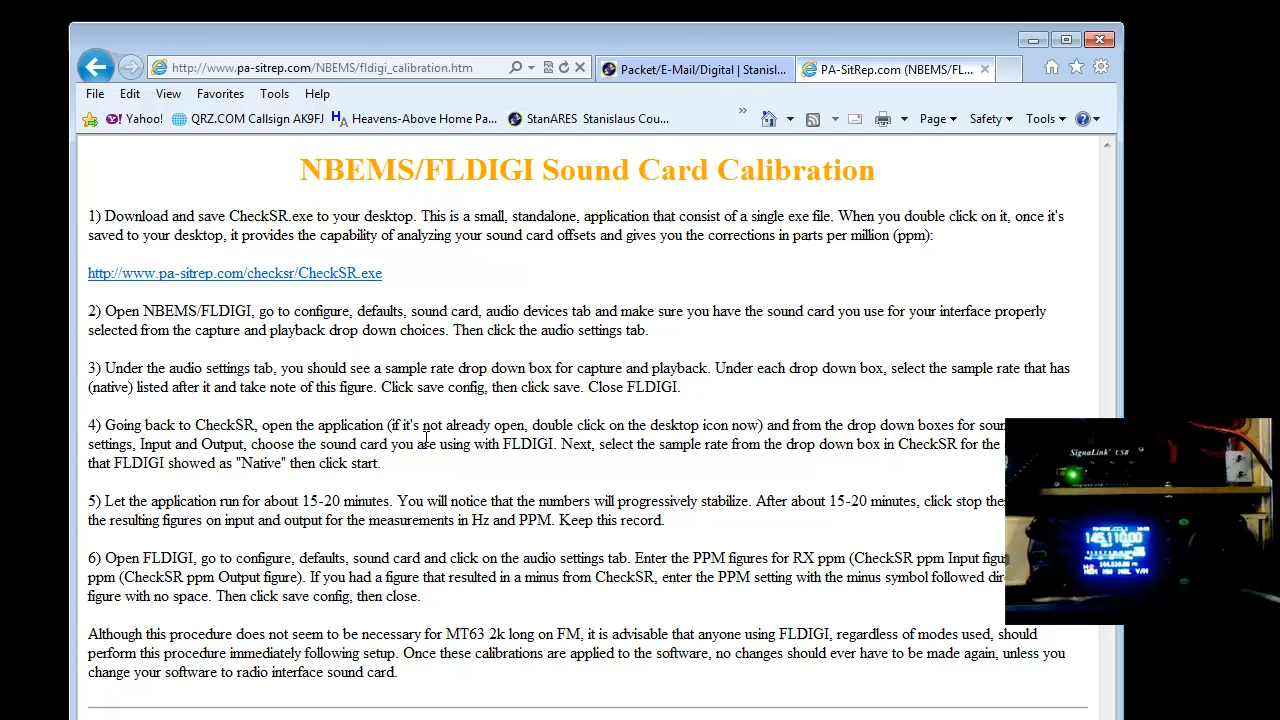 http://www.pa-sitrep.com/NBEMS/fldigi_calibration.htm
Packet/E-Mail/Digital | Stanisl...
PA-SitRep.com (NBEMS/FL...
File Edit View Favorites Tools Help
Yahoo! QRZ.COM Callsign AK9FJ Heavens-Above Home Pa... StanARES Stanislaus Cou... Page Safety Tools
NBEMS/FLDIGI Sound Card Calibration
1) Download and save CheckSR.exe to your desktop. This is a small, standalone, application that consist of a single exe file. When you double click on it, once it's
saved to your desktop, it provides the capability of analyzing your sound card offsets and gives you the corrections in parts per million (ppm):
http://www.pa-sitrep.com/checksr/CheckSR.exe
2) Open NBEMS/FLDIGI, go to configure, defaults, sound card, audio devices tab and make sure you have the sound card you use for your interface properly
selected from the capture and playback drop down choices. Then click the audio settings tab.
3) Under the audio settings tab, you should see a sample rate drop down box for capture and playback. Under each drop down box, select the sample rate that has
(native) listed after it and take note of this figure. Click save config, then click save. Close FLDIGI.
4) Going back to CheckSR, open the application (if it's not already open, double click on the desktop icon now) and from the drop down boxes for soun
settings, Input and Output, choose the sound card you are using with FLDIGI. Next, select the sample rate from the drop down box in CheckSR for the s
that FLDIGI showed as "Native" then click start.
5) Let the application run for about 15-20 minutes. You will notice that the numbers will progressively stabilize. After about 15-20 minutes, click stop the
the resulting figures on input and output for the measurements in Hz and PPM. Keep this record.
6) Open FLDIGI, go to configure, defaults, sound card and click on the audio settings tab. Enter the PPM figures for RX ppm (CheckSR ppm Input figu
ppm (CheckSR ppm Output figure). If you had a figure that resulted in a minus from CheckSR, enter the PPM setting with the minus symbol followed dir
figure with no space. Then click save config, then close.
Although this procedure does not seem to be necessary for MT63 2k long on FM, it is advisable that anyone using FLDIGI, regardless of modes used, should
perform this procedure immediately following setup. Once these calibrations are applied to the software, no changes should ever have to be made again, unless you
change your software to radio interface sound card.
SignaLink USB
145.110.00